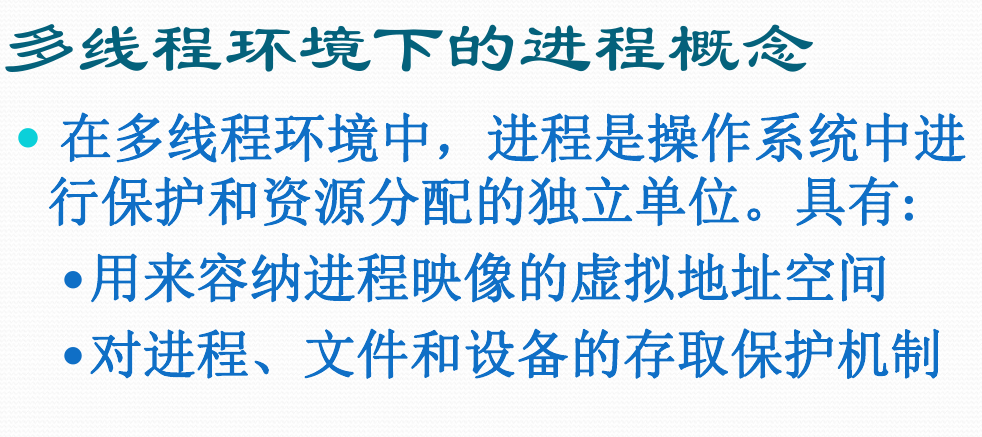 多线程环境下的进程概念
• 在多线程环境中，进程是操作系统中进
行保护和资源分配的独立单位。具有:
•用来容纳进程映像的虚拟地址空间
•对进程、文件和设备的存取保护机制